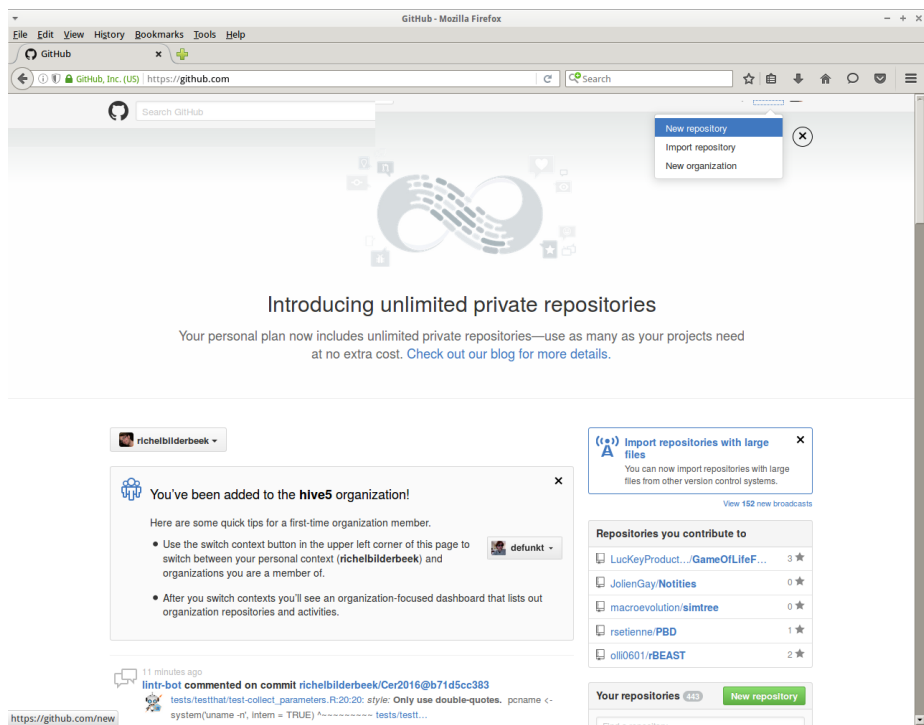 GitHub - Mozilla Firefox
File Edit View History Bookmarks Tools Help
GitHub
GitHub, Inc. (US) https://github.com
Search
Search GitHub
New repository
Import repository
New organization
Introducing unlimited private repositories
Your personal plan now includes unlimited private repositories—use as many as your projects need
at no extra cost. Check out our blog for more details.
richelbilderbeek
You've been added to the hive5 organization!
Here are some quick tips for a first-time organization member.
Use the switch context button in the upper left corner of this page to
switch between your personal context (richelbilderbeek) and
organizations you are a member of.
defunkt
After you switch contexts you'll see an organization-focused dashboard that lists out
organization repositories and activities.
11 minutes ago
lintr-bot commented on commit richelbilderbeek/Cer2016@b71d5cc383
tests/testthat/test-collect_parameters.R:20:20: style: Only use double-quotes. pcname <-
system('uname -n', intern = TRUE) ^~~~~~~~~~ tests/testt...
Import repositories with large
files
You can now import repositories with large
files from other version control systems.
View 152 new broadcasts
Repositories you contribute to
LucKeyProduct…/GameOfLifeF… 3
JolienGay/Notities 0
macroevolution/simtree 0
rsetienne/PBD 1
olli0601/rBEAST 2
Your repositories 443 New repository
https://github.com/new